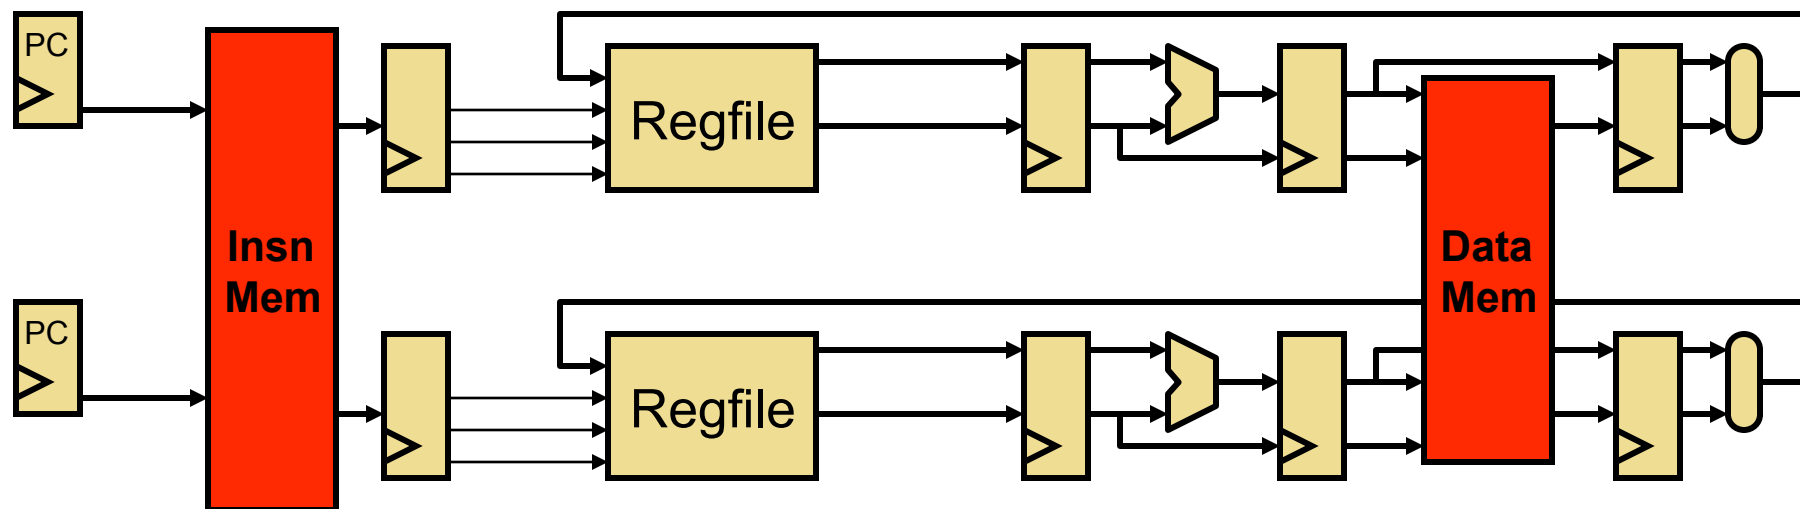 PC
Regfile
Insn
Mem
Data
Mem
PC
Regfile